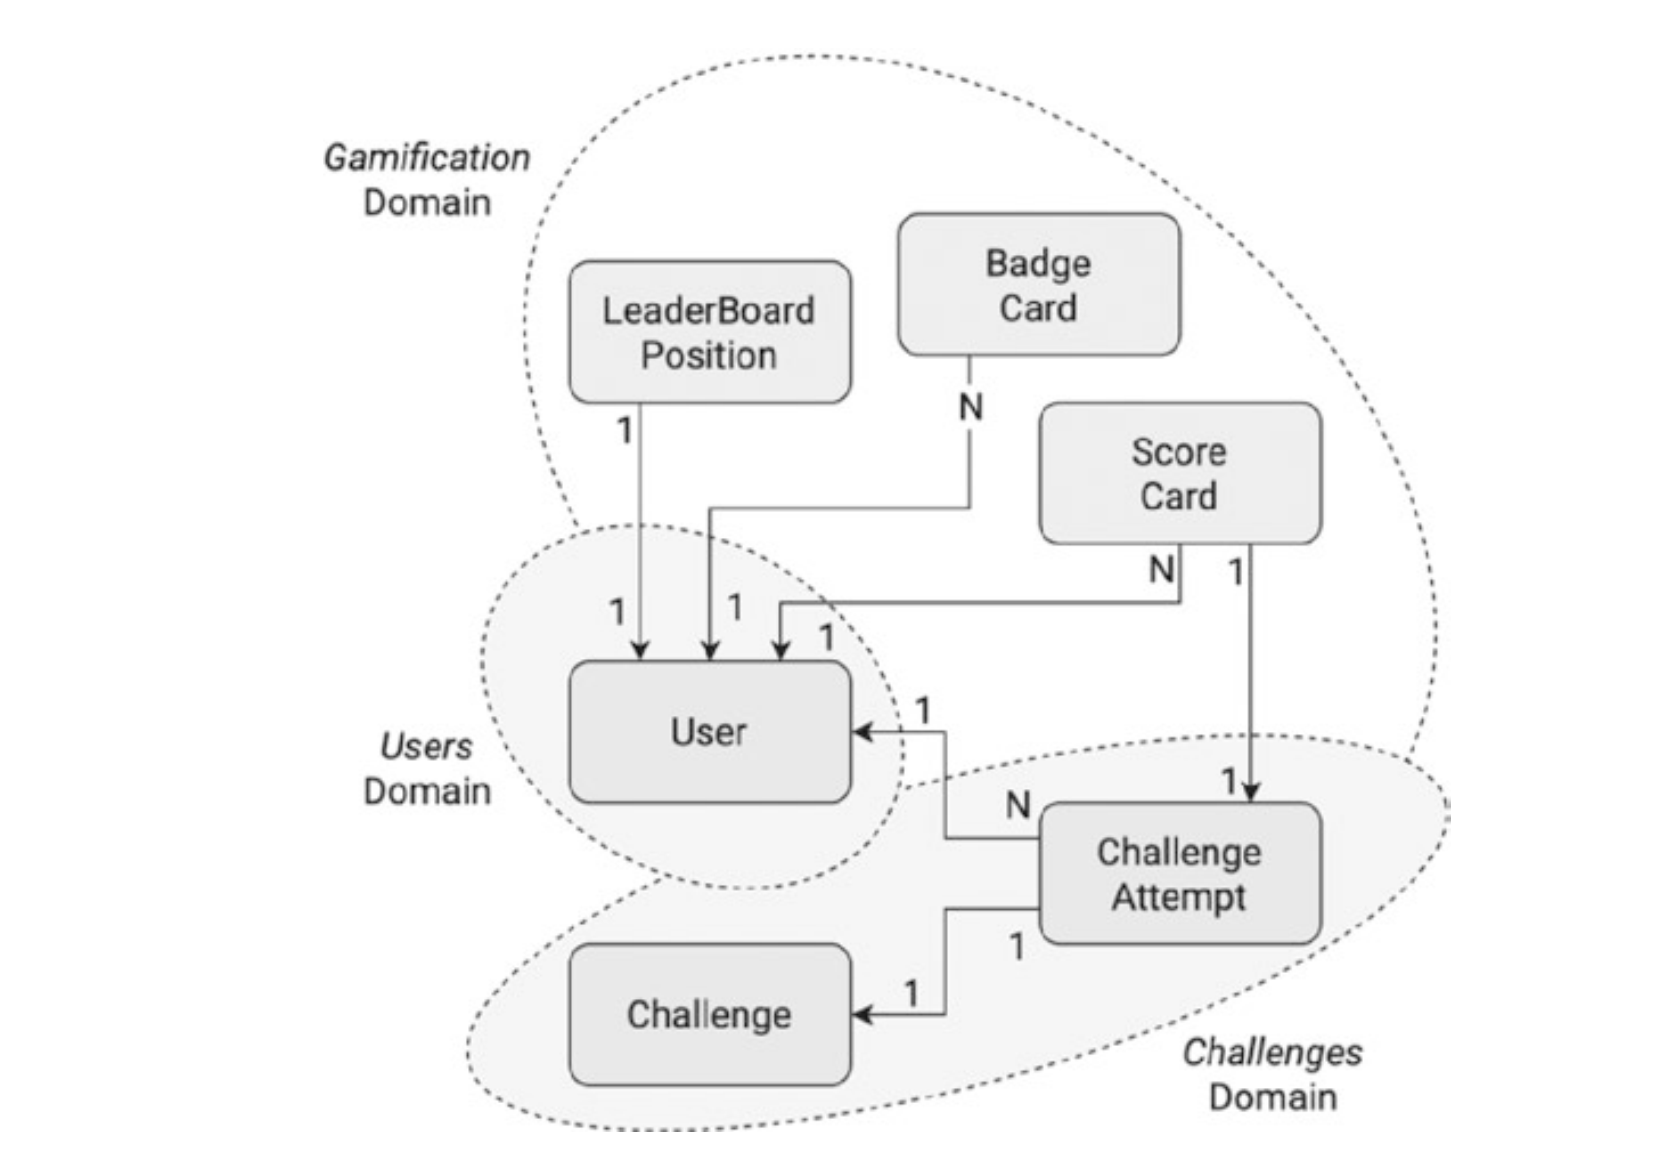 Gamification
Domain
Badge
Card
LeaderBoard
Position
N
1
Score
Card
N
1
1
1
1
User
1
Users
Domain
1
N
Challenge
Attempt
1
1
Challenge
Challenges
Domain